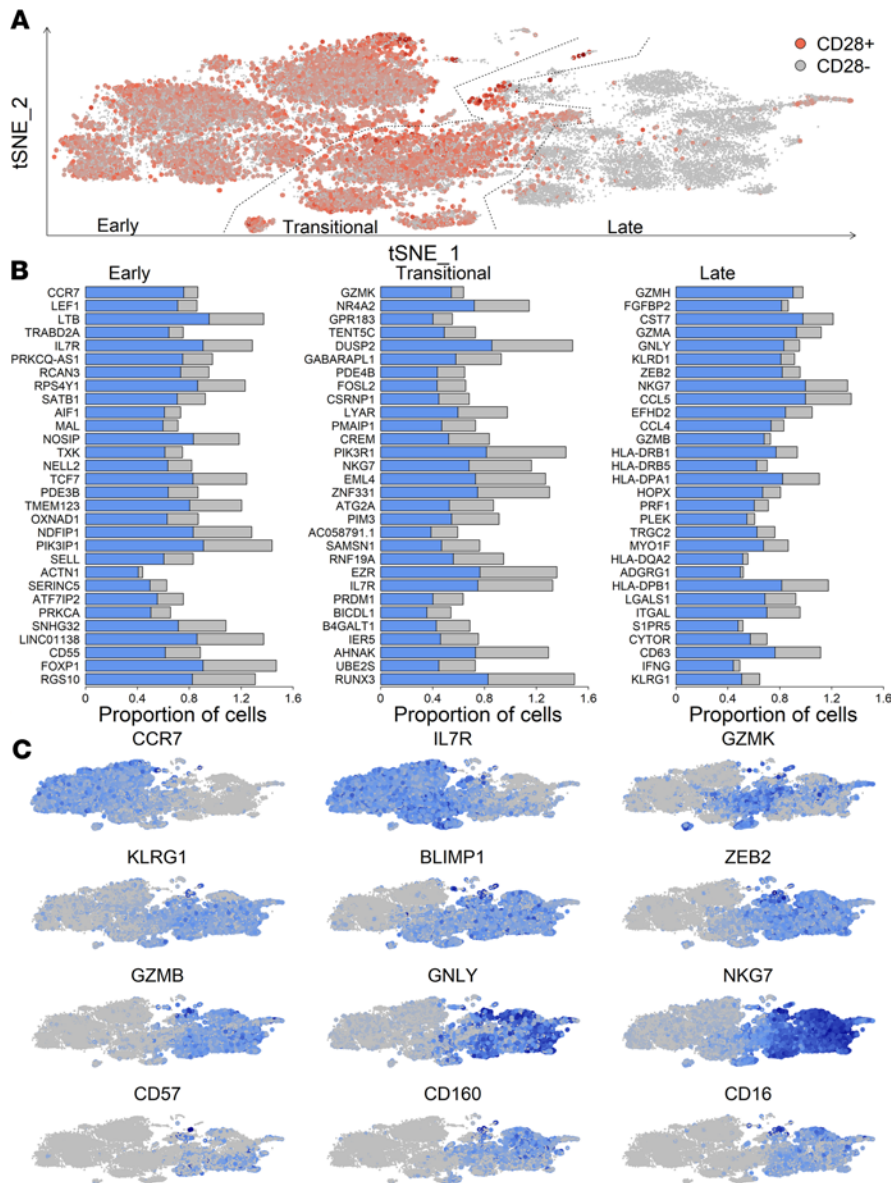 A
CD28+
CD28-
tSNE_2
Early
Transitional
Late
tSNE_1
B
Early
CCR7
LEF1
LTB
TRABD2A
IL7R
PRKCQ-AS1
RCAN3
RPS4Y1
SATB1
AIF1
MAL
NOSIP
TXK
NELL2
TCF7
PDE3B
TMEM123
OXNAD1
NDFIP1
PIK3IP1
SELL
ACTN1
SERINC5
ATF7IP2
PRKCA
SNHG32
LINC01138
CD55
FOXP1
RGS10
0 0.4 0.8 1.2 1.6
Proportion of cells
Transitional
GZMK
NR4A2
GPR183
TENT5C
DUSP2
GABARAPL1
PDE4B
FOSL2
CSRNP1
LYAR
PMAIP1
CREM
PIK3R1
NKG7
EML4
ZNF331
ATG2A
PIM3
AC058791.1
SAMSN1
RNF19A
EZR
IL7R
PRDM1
BICDL1
B4GALT1
IER5
AHNAK
UBE2S
RUNX3
0 0.4 0.8 1.2 1.6
Proportion of cells
Late
GZMH
FGFBP2
CST7
GZMA
GNLY
KLRD1
ZEB2
NKG7
CCL5
EFHD2
CCL4
GZMB
HLA-DRB1
HLA-DRB5
HLA-DPA1
HOPX
PRF1
PLEK
TRGC2
MYO1F
HLA-DQA2
ADGRG1
HLA-DPB1
LGALS1
ITGAL
S1PR5
CYTOR
CD63
IFNG
KLRG1
0 0.4 0.8 1.2 1.6
Proportion of cells
C
CCR7 IL7R GZMK
KLRG1 BLIMP1 ZEB2
GZMB GNLY NKG7
CD57 CD160 CD16